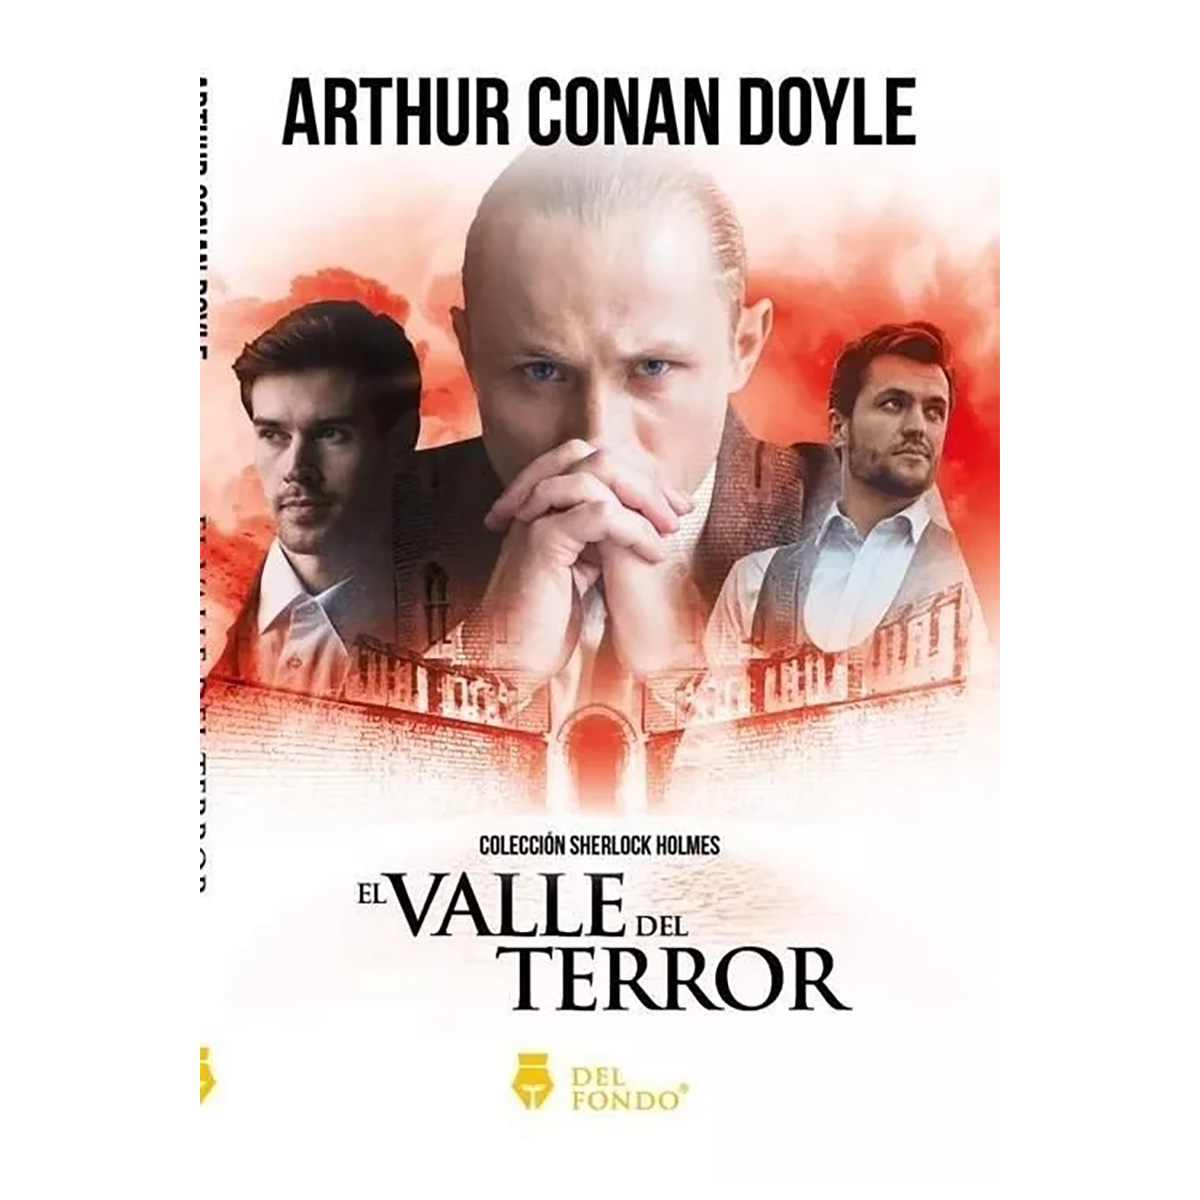 ARTHUR CONAN DOYLE
COLECCIÓN SHERLOCK HOLMES
EL VALLE DEL
TERROR
DEL
FONDO®